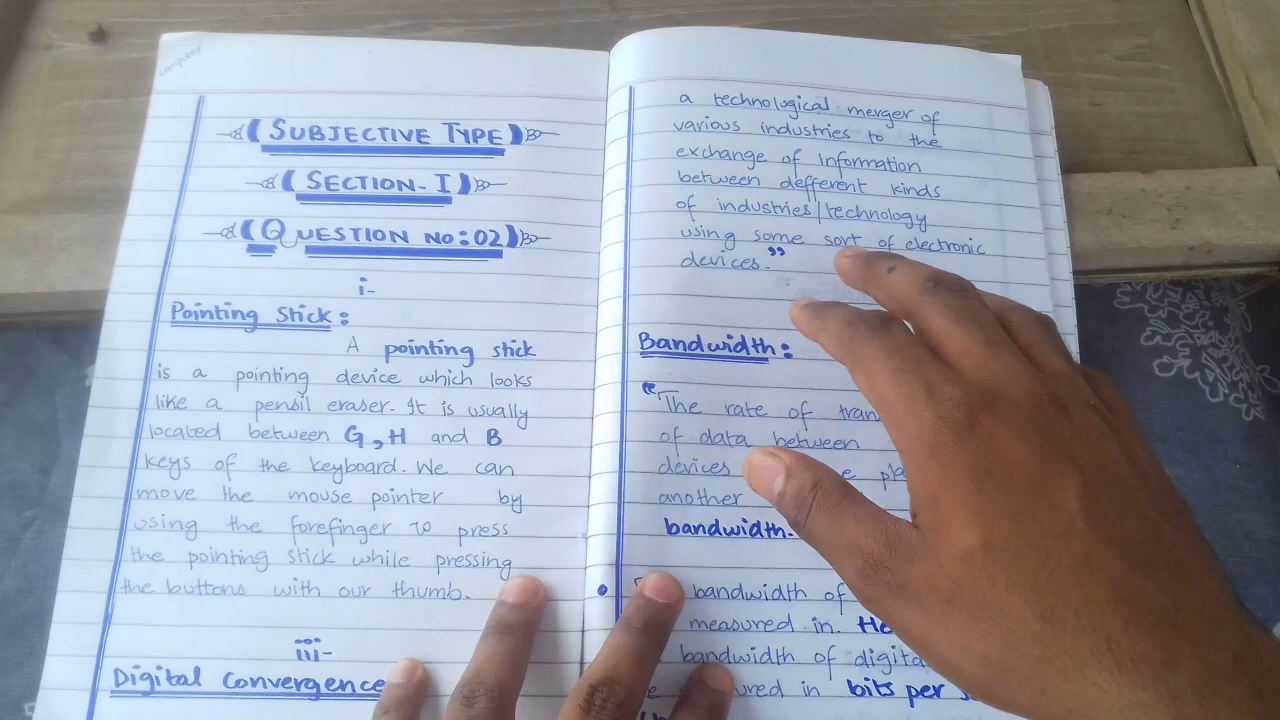 computer
SUBJECTIVE TYPE
SECTION-I
QUESTION NO:02
i-
Pointing Stick:
A pointing stick
is a pointing device which looks
like a pensil eraser. It is usually
located between G, H and B
keys of the keyboard. We can
move the mouse pointer by
using the forefinger to press
the pointing stick while pressing
the buttons with our thumb.
iii-
Digital Convergence
a technological merger of
various industries to the
exchange of Information
between defferent kinds
of industries/technology
using some sort of electronic
devices.”
Bandwidth:
“The rate of
of data between
devices
another
bandwidth.
bandwidth of
measured in.
bandwidth of
in bits per